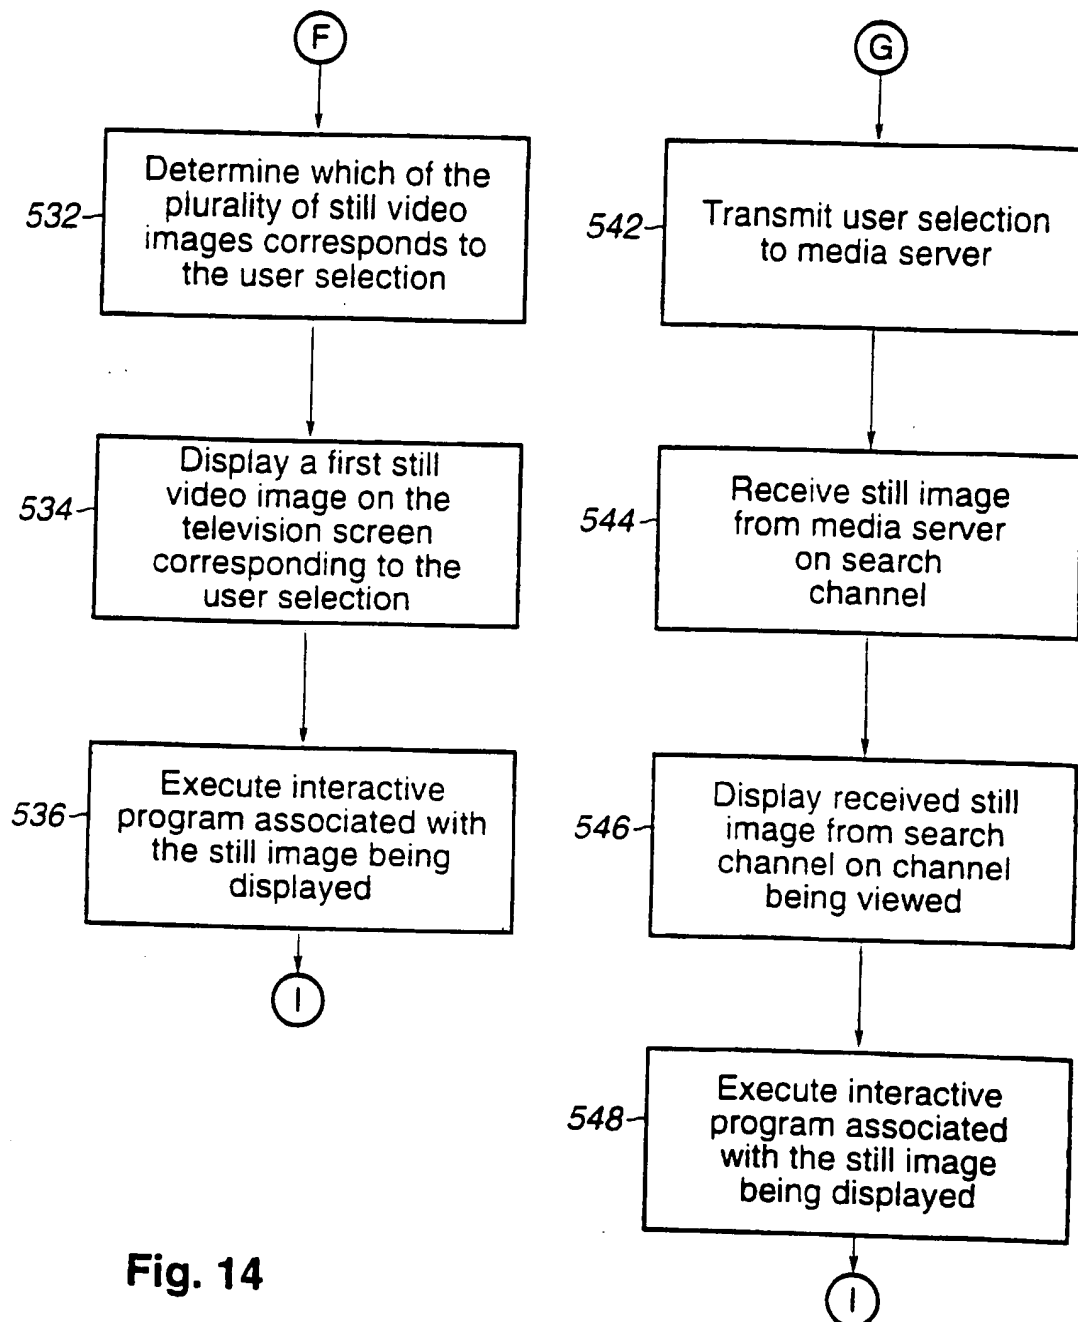 F
532
Determine which of the
plurality of still video
images corresponds to
the user selection
534
Display a first still
video image on the
television screen
corresponding to the
user selection
536
Execute interactive
program associated with
the still image being
displayed
I
G
542
Transmit user selection
to media server
544
Receive still image
from media server
on search
channel
546
Display received still
image from search
channel on channel
being viewed
548
Execute interactive
program associated
with the still image
being displayed
I
Fig. 14